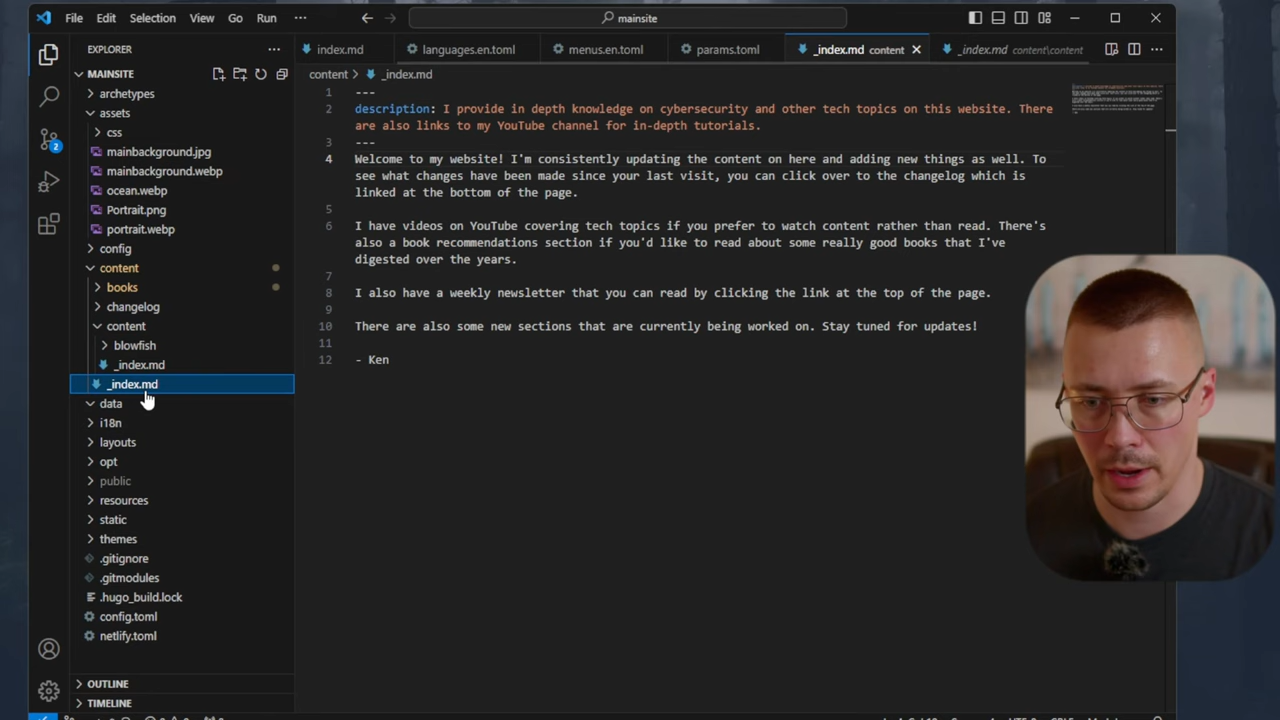 File Edit Selection View Go Run ··· mainsite
EXPLORER ···
index.md languages.en.toml menus.en.toml params.toml _index.md content _index.md content\content ···
content > _index.md
MAINSITE
archetypes
assets
css
mainbackground.jpg
mainbackground.webp
ocean.webp
Portrait.png
portrait.webp
config
content
books
changelog
content
blowfish
_index.md
_index.md
data
i18n
layouts
opt
public
resources
static
themes
.gitignore
.gitmodules
.hugo_build.lock
config.toml
netlify.toml
OUTLINE
TIMELINE
2
1 ---
2 description: I provide in depth knowledge on cybersecurity and other tech topics on this website. There
are also links to my YouTube channel for in-depth tutorials.
3 ---
4 Welcome to my website! I'm consistently updating the content on here and adding new things as well. To
see what changes have been made since your last visit, you can click over to the changelog which is
linked at the bottom of the page.
5
6 I have videos on YouTube covering tech topics if you prefer to watch content rather than read. There's
also a book recommendations section if you'd like to read about some really good books that I've
digested over the years.
7
8 I also have a weekly newsletter that you can read by clicking the link at the top of the page.
9
10 There are also some new sections that are currently being worked on. Stay tuned for updates!
11
12 - Ken